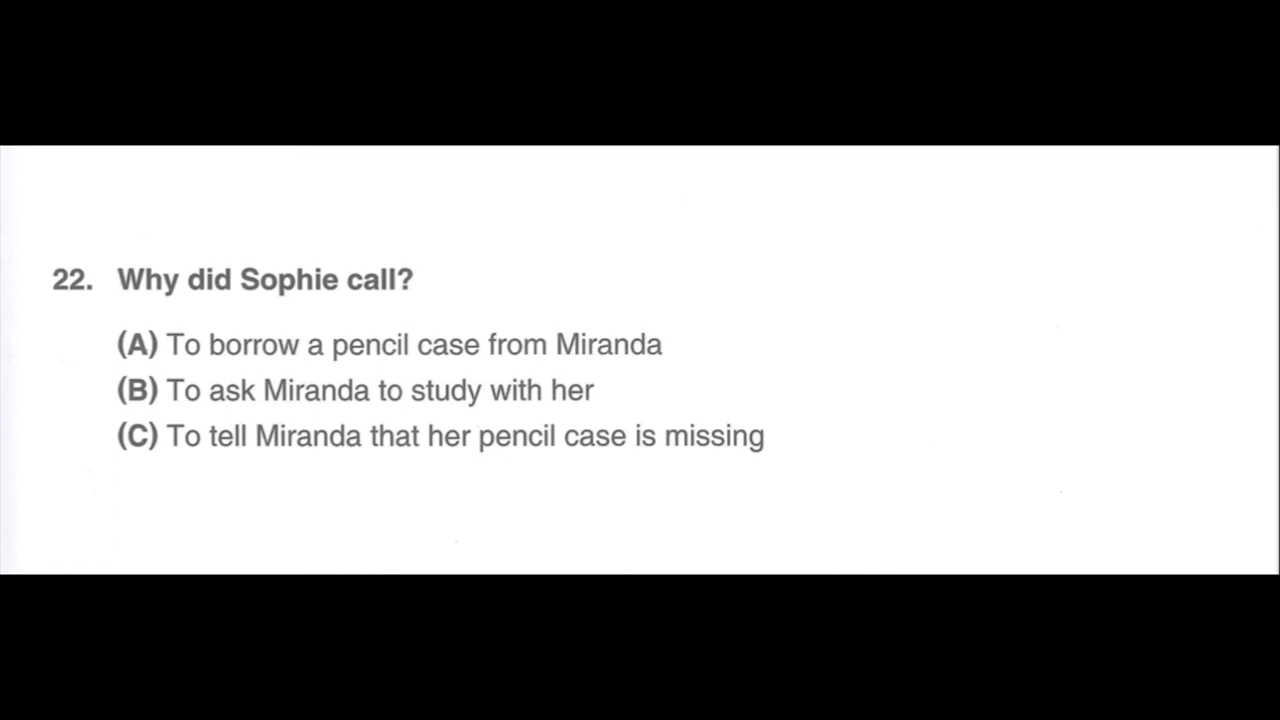 22. Why did Sophie call?
(A) To borrow a pencil case from Miranda
(B) To ask Miranda to study with her
(C) To tell Miranda that her pencil case is missing